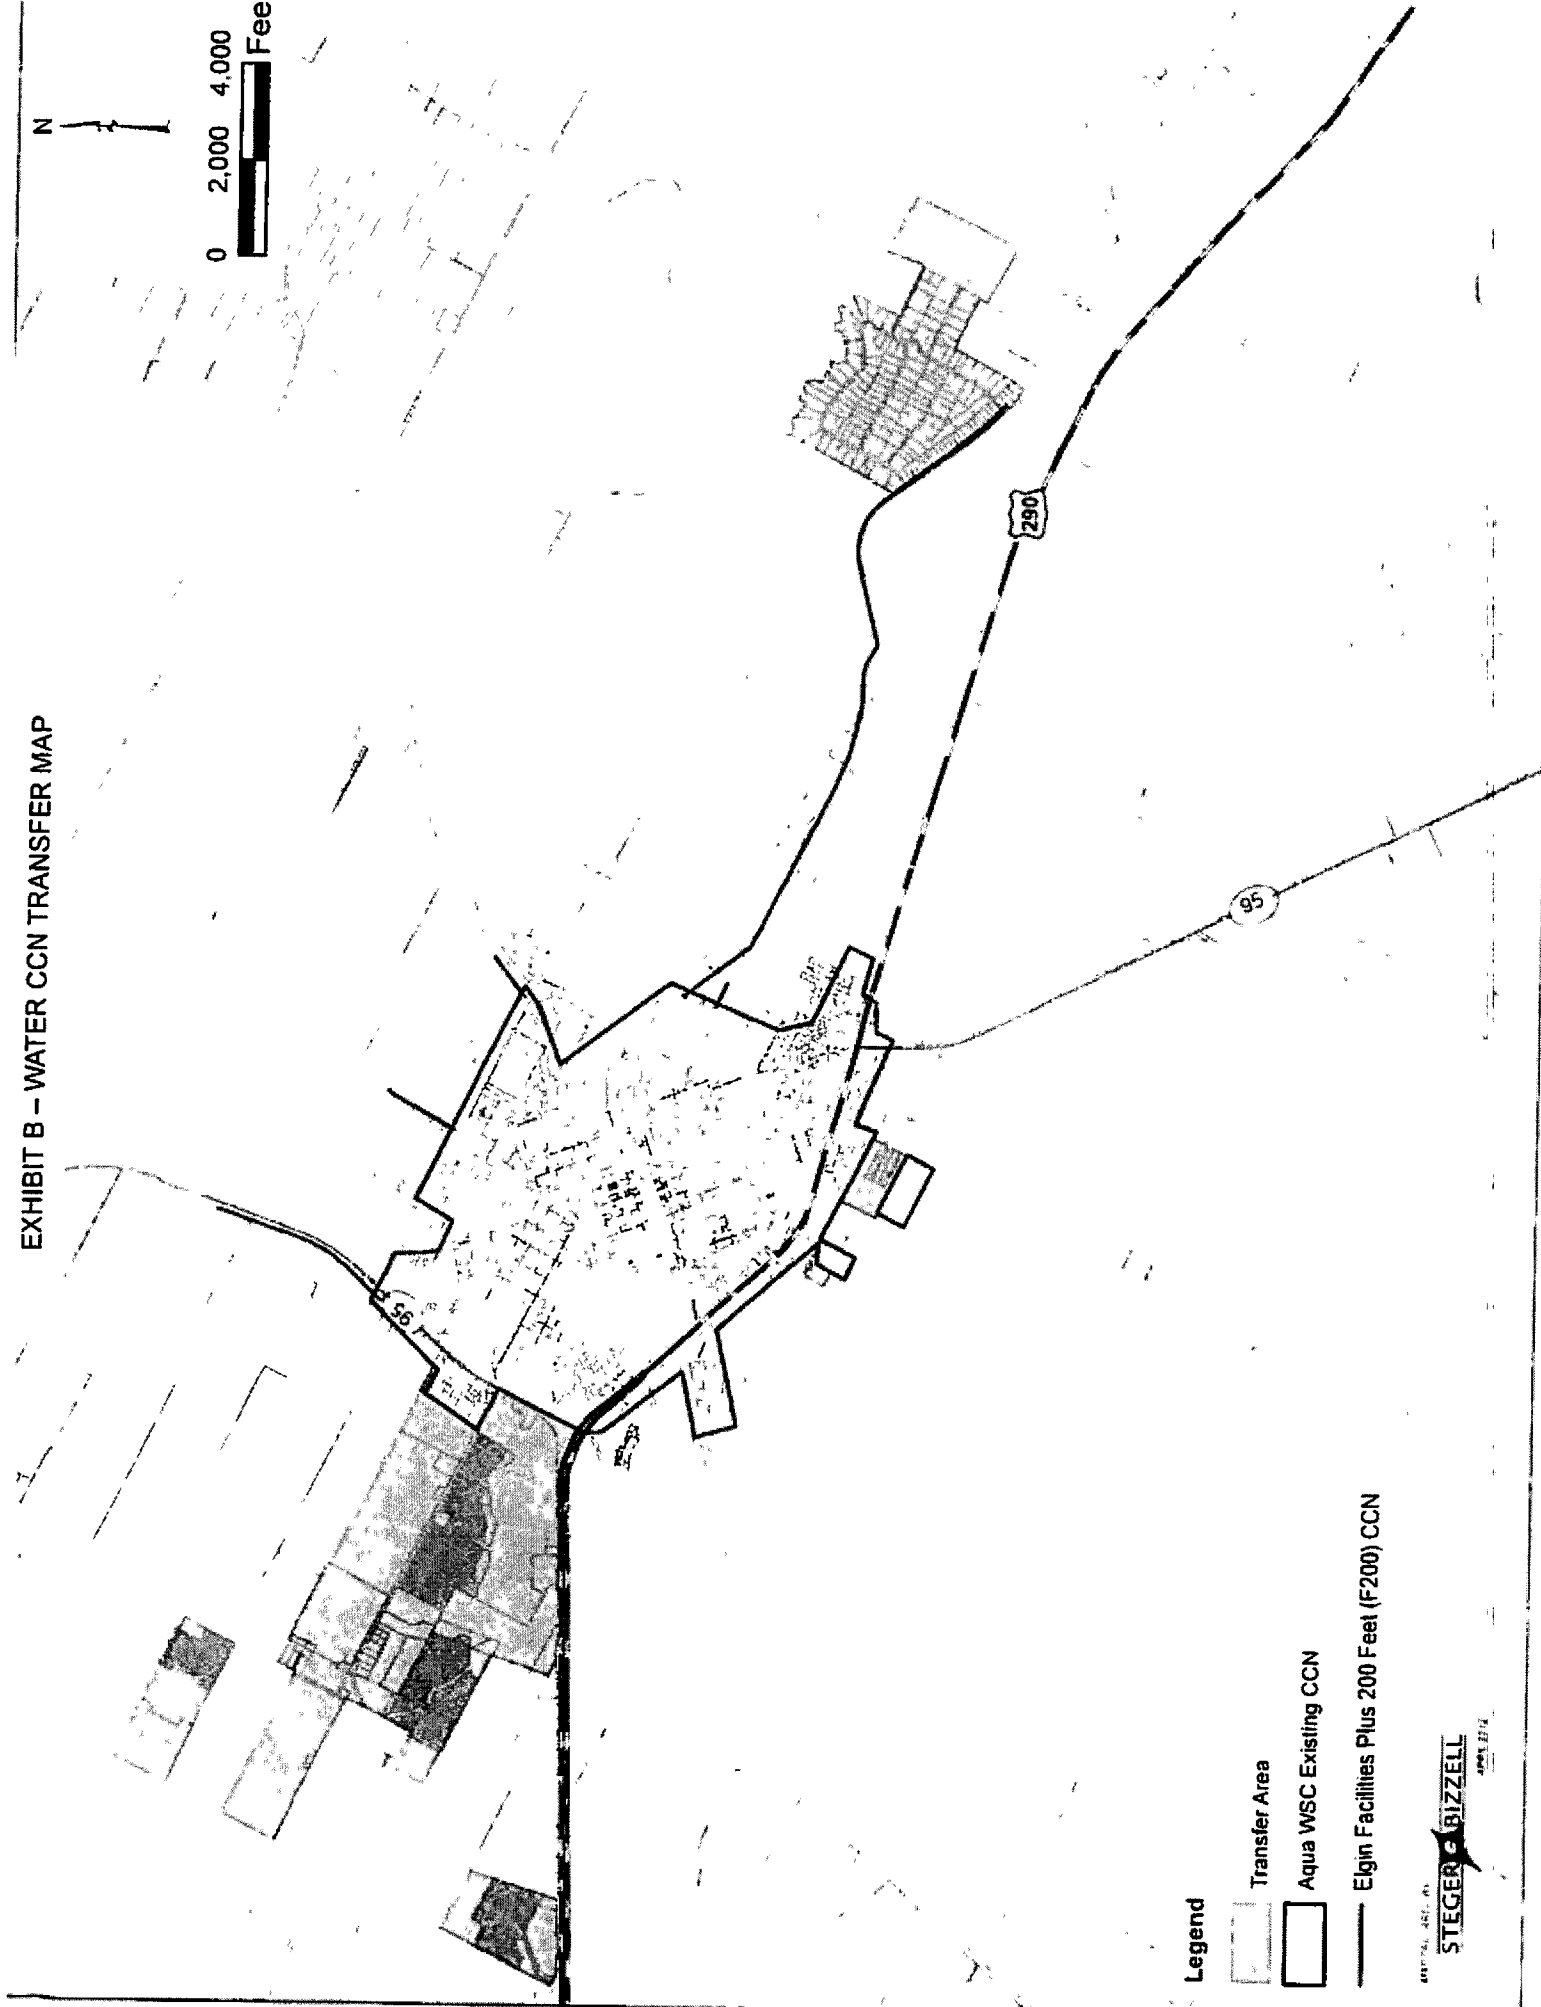 EXHIBIT B – WATER CCN TRANSFER MAP
N
0 2,000 4,000
Fee
95
290
95
Legend
Transfer Area
Aqua WSC Existing CCN
Elgin Facilities Plus 200 Feet (F200) CCN
STEGER BIZZELL